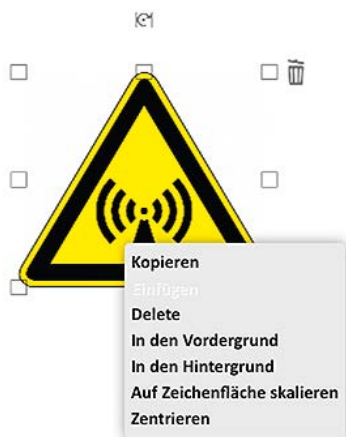 Kopieren
Einfügen
Delete
In den Vordergrund
In den Hintergrund
Auf Zeichenfläche skalieren
Zentrieren